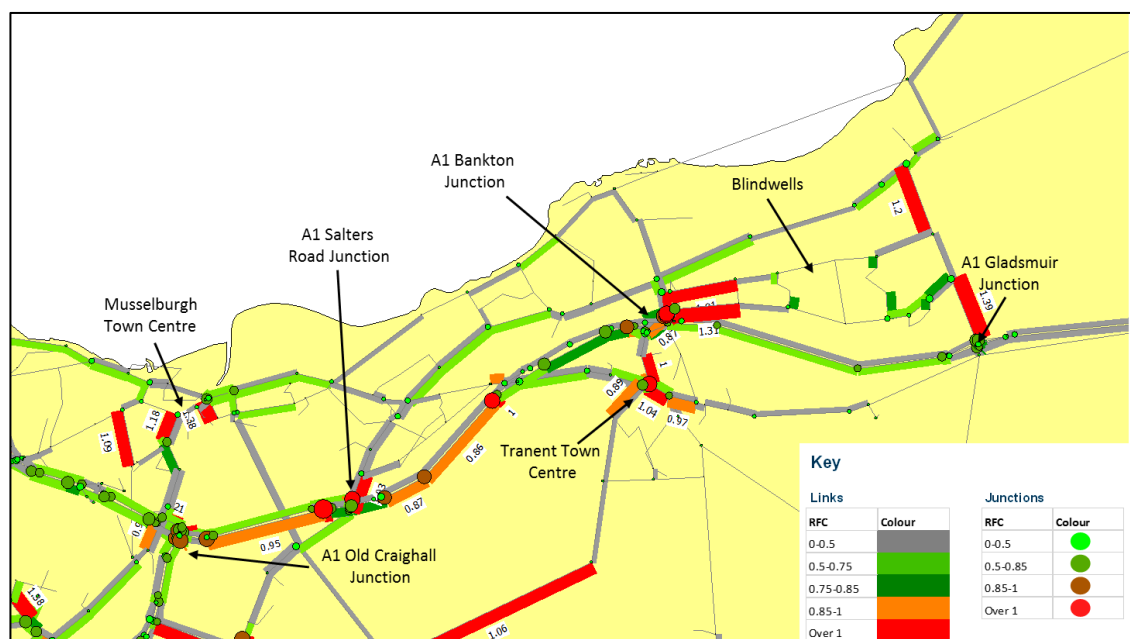 A1 Bankton
Junction
Blindwells
1.2
A1 Salters
Road Junction
A1 Gladsmuir
Junction
1.39
Musselburgh
Town Centre
0.87
1.31
1
0.89
1.18
1.38
1.09
1
1.04
0.97
0.86
Tranent Town
Centre
0.87
0.95
A1 Old Craighall
Junction
1.06
Key
Links
Junctions
RFC Colour
RFC Colour
0-0.5
0-0.5
0.5-0.75
0.5-0.85
0.75-0.85
0.85-1
0.85-1
Over 1
Over 1